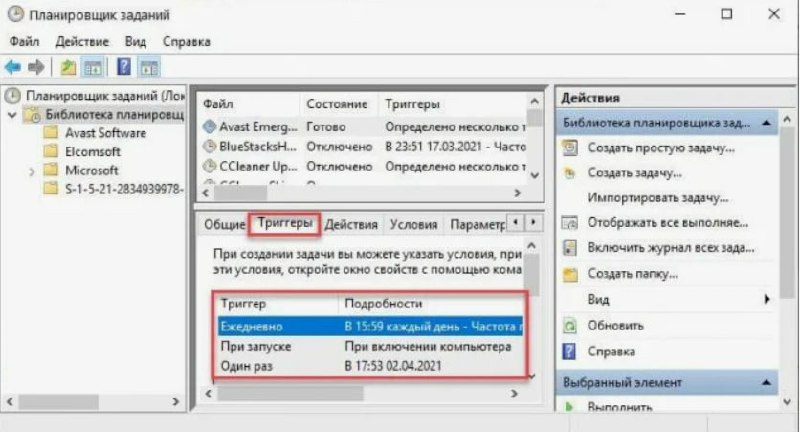 Планировщик заданий
Файл Действие Вид Справка
Планировщик заданий (Лок
Библиотека планировщ
Avast Software
Elcomsoft
Microsoft
S-1-5-21-2834939978-
Файл Состояние Триггеры
Avast Emerg... Готово Определено несколько т
BlueStacksH... Отключено В 23:51 17.03.2021 - Часто
CCleaner Up... Отключено Определено несколько т
Общие Триггеры Действия Условия Параметр
При создании задачи вы можете указать условия, при
эти условия, откройте окно свойств с помощью кома
Триггер Подробности
Ежедневно В 15:59 каждый день - Частота п
При запуске При включении компьютера
Один раз В 17:53 02.04.2021
Действия
Библиотека планировщика зад...
Создать простую задачу...
Создать задачу...
Импортировать задачу...
Отображать все выполняе...
Включить журнал всех зада...
Создать папку...
Вид
Обновить
Справка
Выбранный элемент
Выполнить